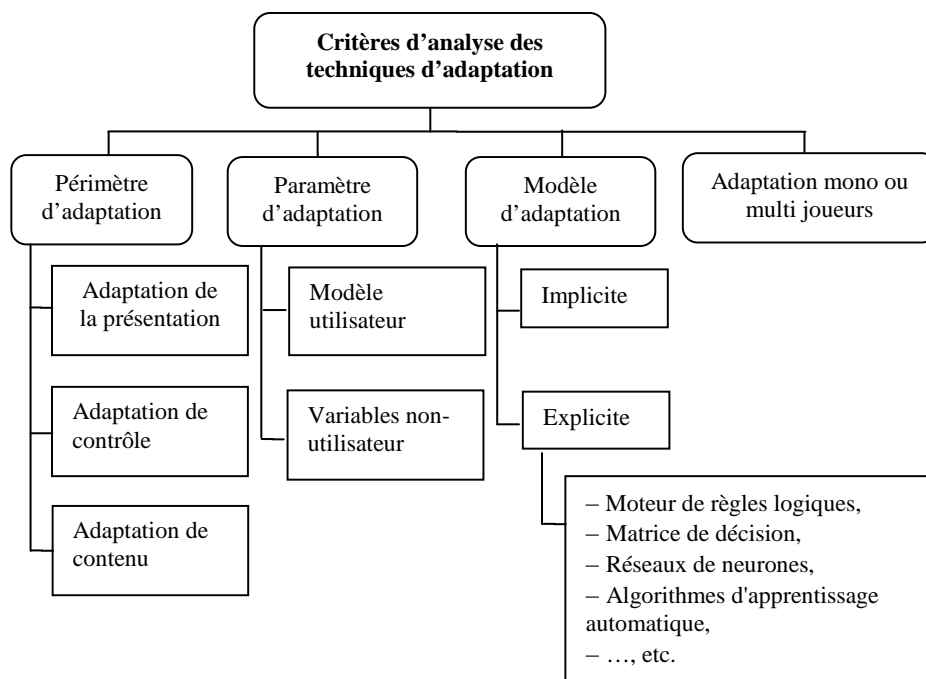 Critères d’analyse des
techniques d’adaptation
Périmètre
d’adaptation
Paramètre
d’adaptation
Modèle
d’adaptation
Adaptation mono ou
multi joueurs
Adaptation de
la présentation
Adaptation de
contrôle
Adaptation de
contenu
Modèle
utilisateur
Variables non-
utilisateur
Implicite
Explicite
– Moteur de règles logiques,
– Matrice de décision,
– Réseaux de neurones,
– Algorithmes d'apprentissage
automatique,
– …, etc.